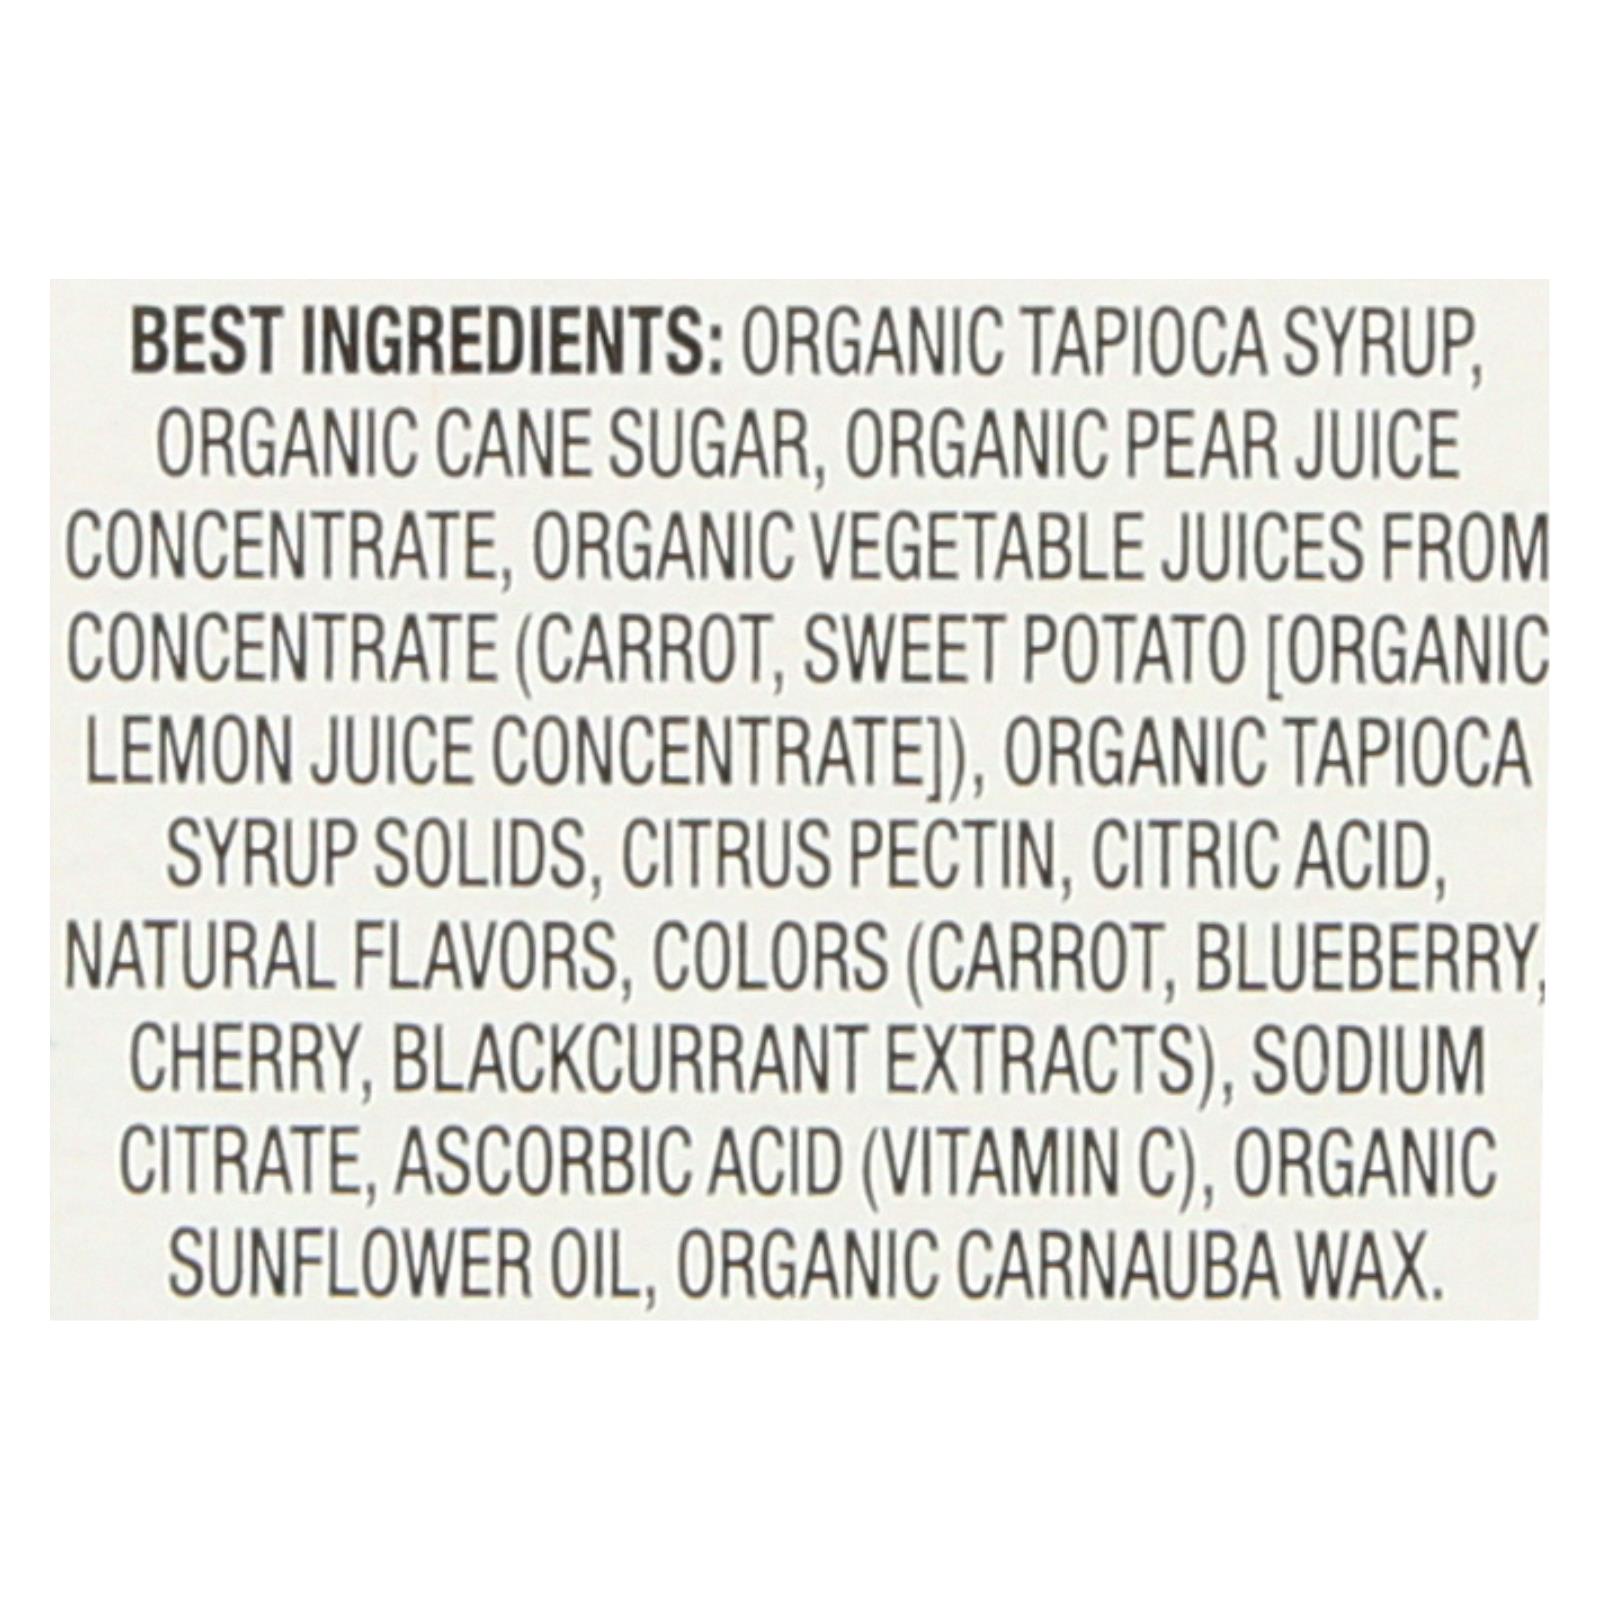 BEST INGREDIENTS: ORGANIC TAPIOCA SYRUP,
ORGANIC CANE SUGAR, ORGANIC PEAR JUICE
CONCENTRATE, ORGANIC VEGETABLE JUICES FROM
CONCENTRATE (CARROT, SWEET POTATO [ORGANIC
LEMON JUICE CONCENTRATE]), ORGANIC TAPIOCA
SYRUP SOLIDS, CITRUS PECTIN, CITRIC ACID,
NATURAL FLAVORS, COLORS (CARROT, BLUEBERRY,
CHERRY, BLACKCURRANT EXTRACTS), SODIUM
CITRATE, ASCORBIC ACID (VITAMIN C), ORGANIC
SUNFLOWER OIL, ORGANIC CARNAUBA WAX.